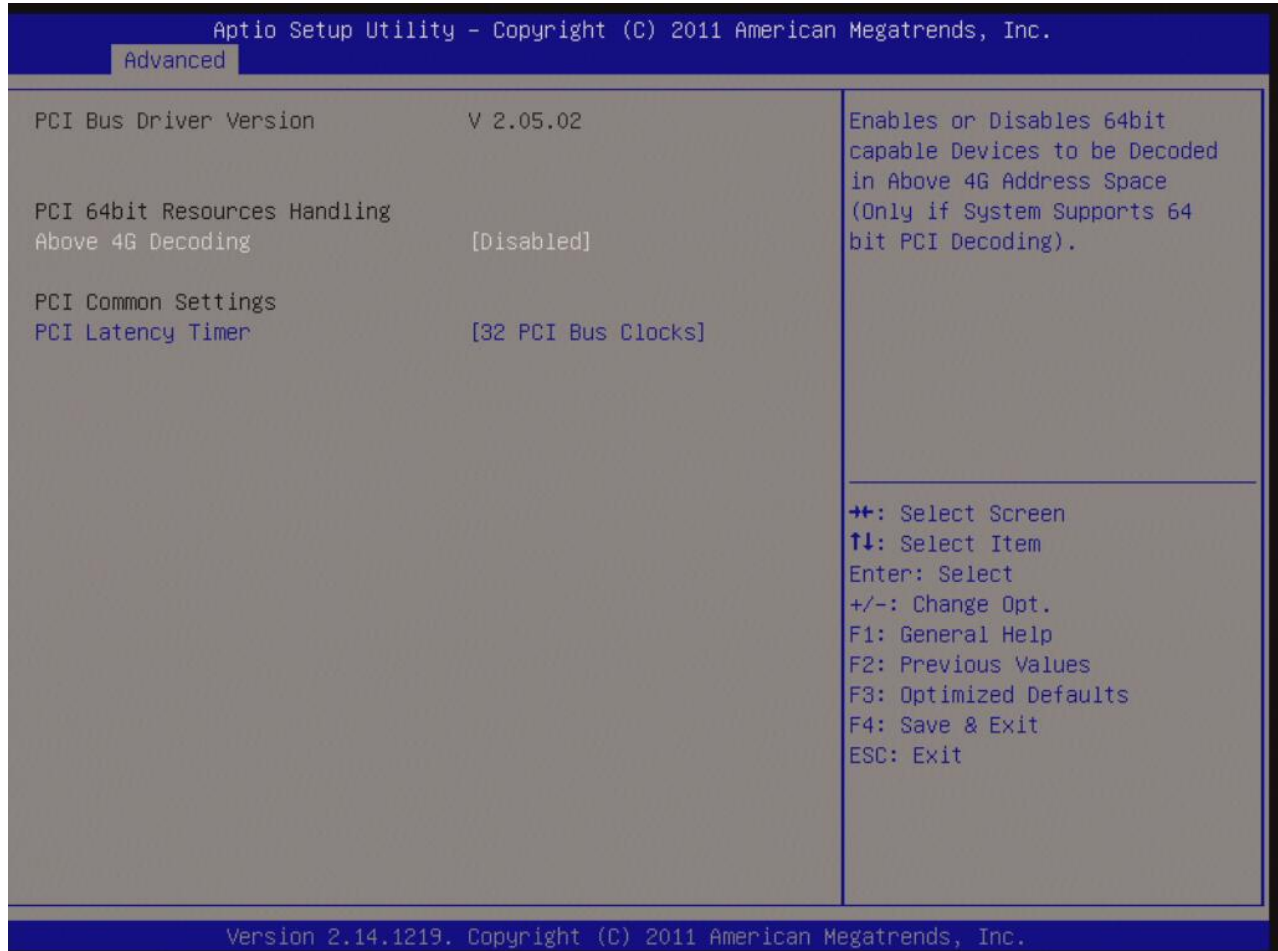 Aptio Setup Utility – Copyright (C) 2011 American Megatrends, Inc.
Advanced
PCI Bus Driver Version V 2.05.02
PCI 64bit Resources Handling
Above 4G Decoding [Disabled]
PCI Common Settings
PCI Latency Timer [32 PCI Bus Clocks]
Enables or Disables 64bit
capable Devices to be Decoded
in Above 4G Address Space
(Only if System Supports 64
bit PCI Decoding).
→←: Select Screen
↑↓: Select Item
Enter: Select
+/-: Change Opt.
F1: General Help
F2: Previous Values
F3: Optimized Defaults
F4: Save & Exit
ESC: Exit
Version 2.14.1219. Copyright (C) 2011 American Megatrends, Inc.